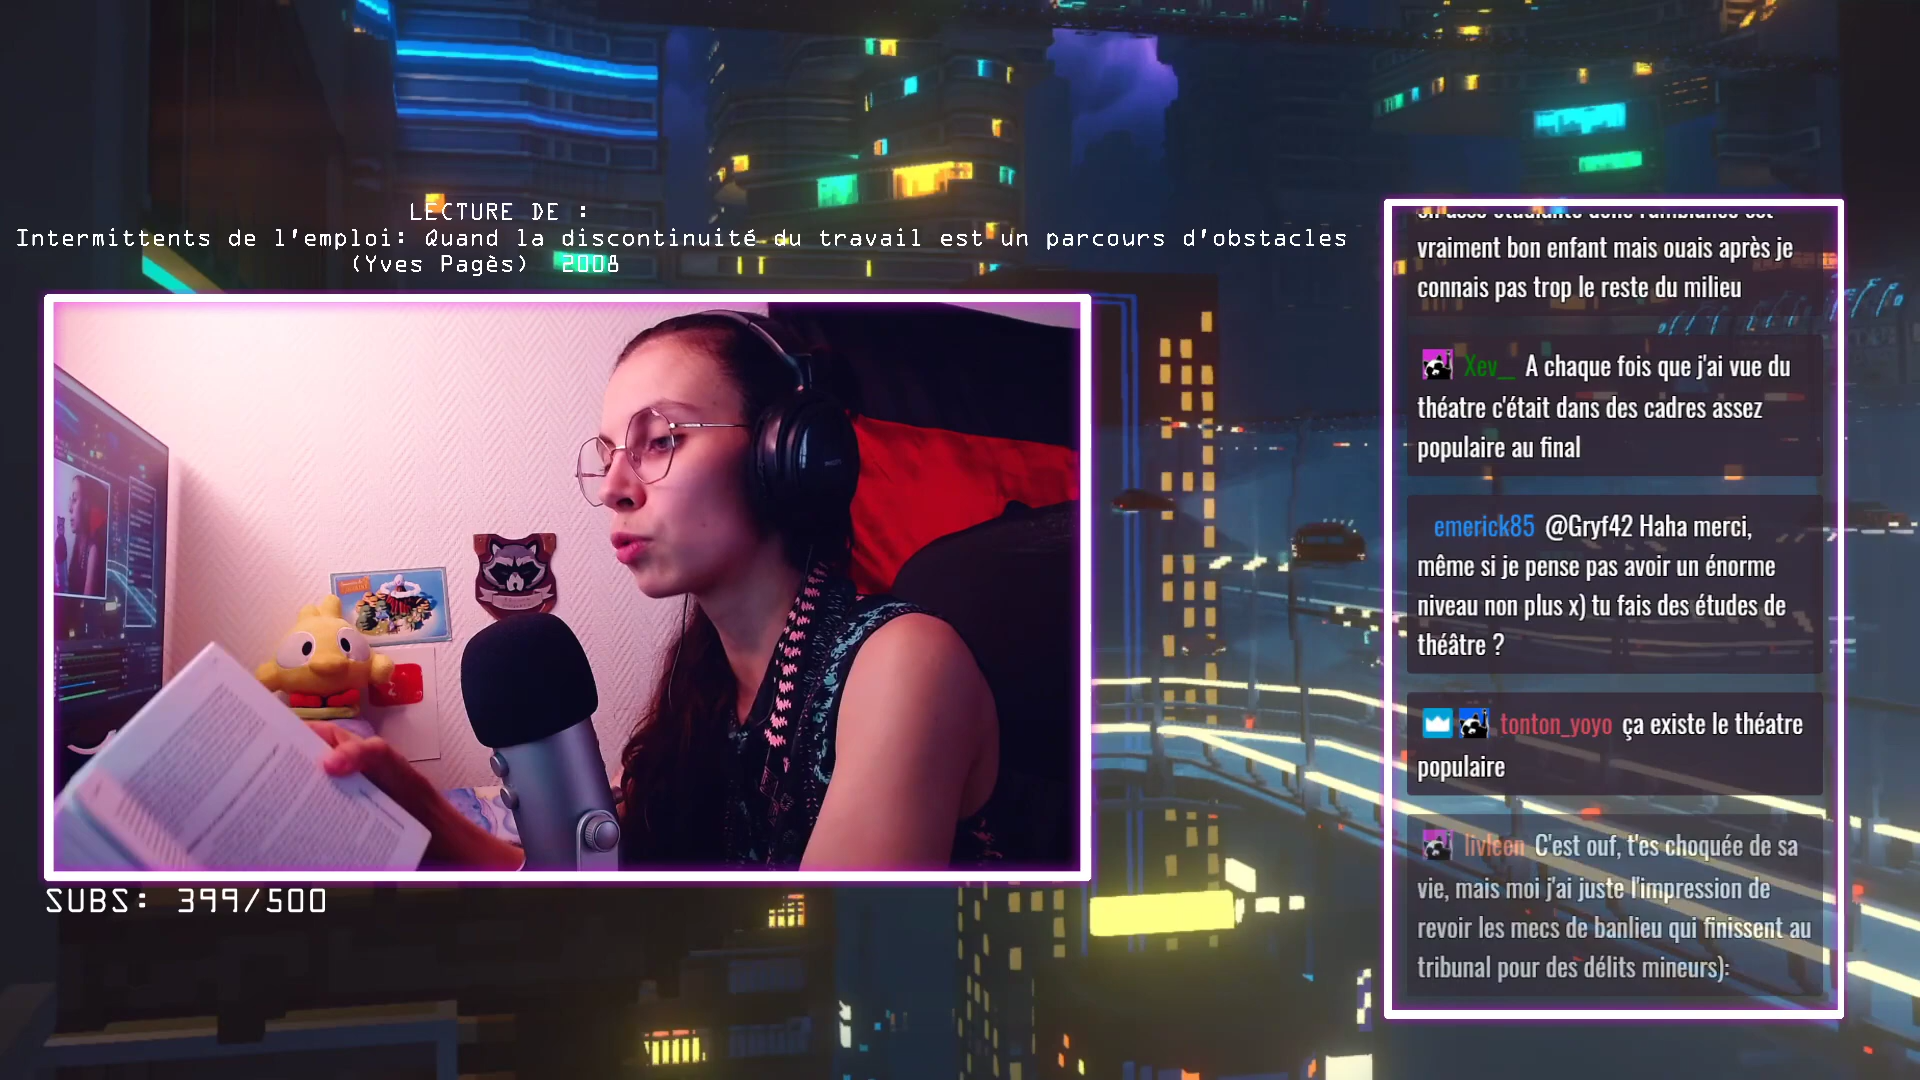 LECTURE DE :
Intermittents de l'emploi: Quand la discontinuité du travail est un parcours d'obstacles
(Yves Pagès) 2008
SUBS: 399/500
vraiment bon enfant mais ouais après je
connais pas trop le reste du milieu
Xev__ A chaque fois que j'ai vue du
théatre c'était dans des cadres assez
populaire au final
emerick85 @Gryf42 Haha merci,
même si je pense pas avoir un énorme
niveau non plus x) tu fais des études de
théâtre ?
tonton_yoyo ça existe le théatre
populaire
livleen C'est ouf, t'es choquée de sa
vie, mais moi j'ai juste l'impression de
revoir les mecs de banlieu qui finissent au
tribunal pour des délits mineurs):